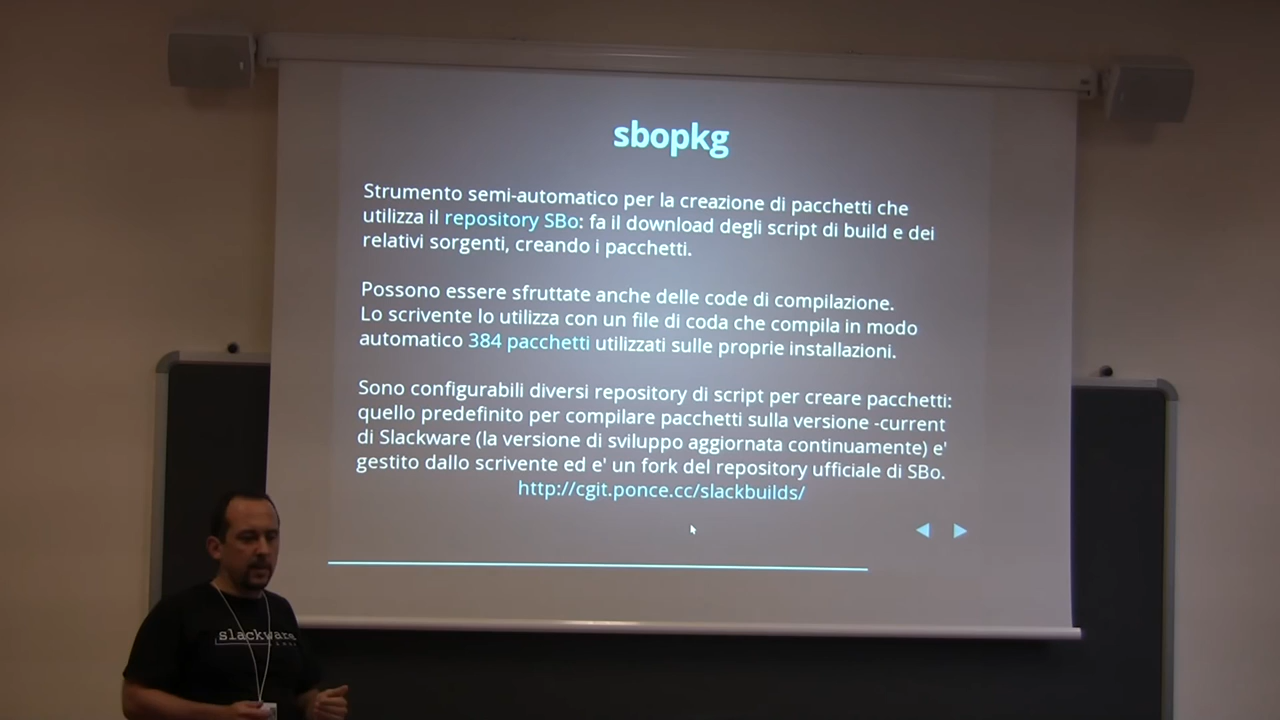 sbopkg
Strumento semi-automatico per la creazione di pacchetti che
utilizza il repository SBo: fa il download degli script di build e dei
relativi sorgenti, creando i pacchetti.
Possono essere sfruttate anche delle code di compilazione.
Lo scrivente lo utilizza con un file di coda che compila in modo
automatico 384 pacchetti utilizzati sulle proprie installazioni.
Sono configurabili diversi repository di script per creare pacchetti:
quello predefinito per compilare pacchetti sulla versione -current
di Slackware (la versione di sviluppo aggiornata continuamente) e'
gestito dallo scrivente ed e' un fork del repository ufficiale di SBo.
http://cgit.ponce.cc/slackbuilds/
slackware